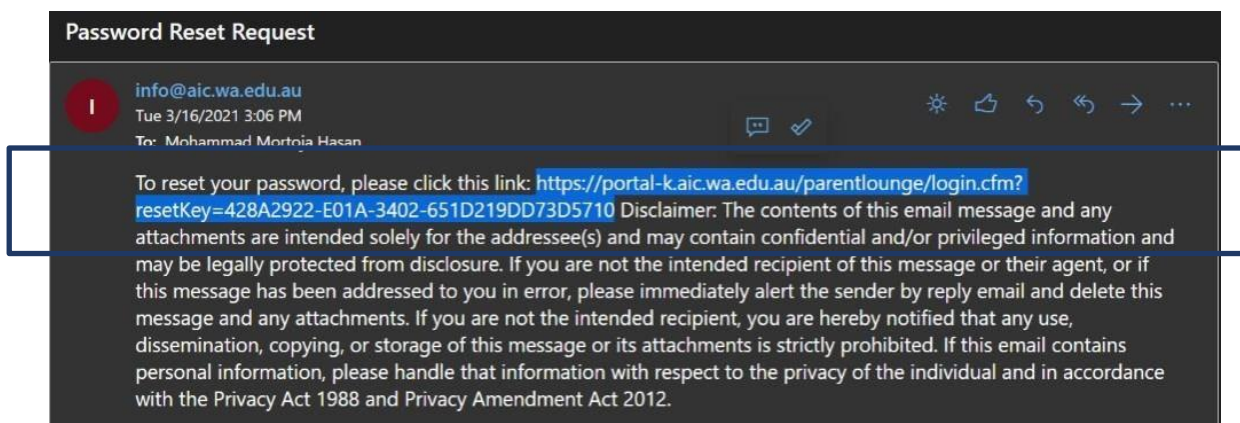 Password Reset Request
I
info@aic.wa.edu.au
Tue 3/16/2021 3:06 PM
To: Mohammad Mortoja Hasan
To reset your password, please click this link: https://portal-k.aic.wa.edu.au/parentlounge/login.cfm?
resetKey=428A2922-E01A-3402-651D219DD73D5710 Disclaimer: The contents of this email message and any
attachments are intended solely for the addressee(s) and may contain confidential and/or privileged information and
may be legally protected from disclosure. If you are not the intended recipient of this message or their agent, or if
this message has been addressed to you in error, please immediately alert the sender by reply email and delete this
message and any attachments. If you are not the intended recipient, you are hereby notified that any use,
dissemination, copying, or storage of this message or its attachments is strictly prohibited. If this email contains
personal information, please handle that information with respect to the privacy of the individual and in accordance
with the Privacy Act 1988 and Privacy Amendment Act 2012.